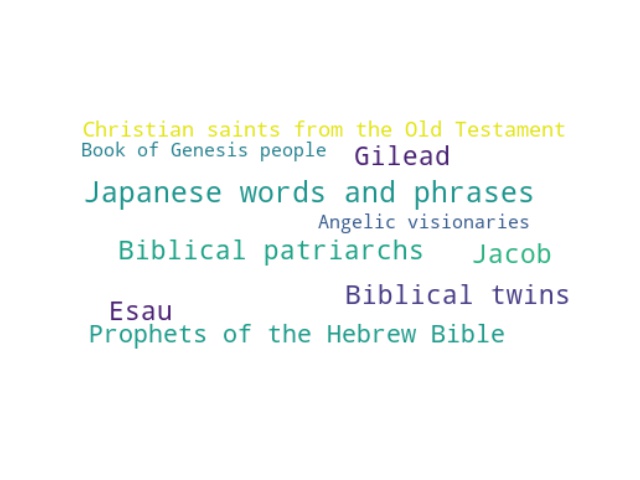 Christian saints from the Old Testament
Book of Genesis people
Gilead
Japanese words and phrases
Angelic visionaries
Biblical patriarchs
Jacob
Biblical twins
Esau
Prophets of the Hebrew Bible